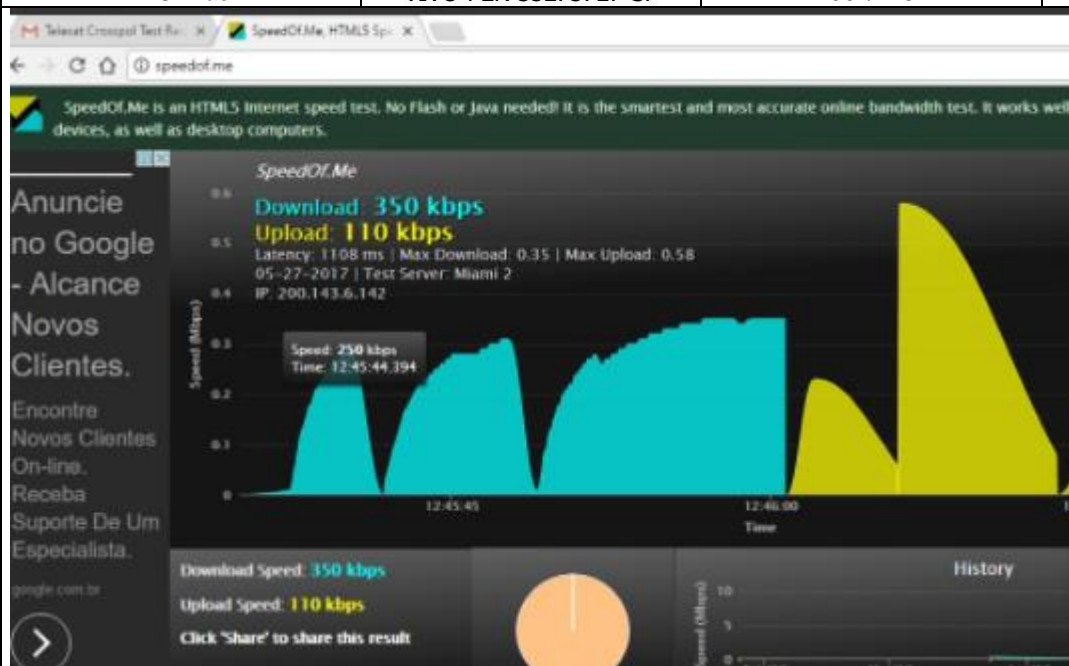 Telesat Crosspol Test Re
SpeedOf.Me, HTML5 Sp
speedof.me
SpeedOf.Me is an HTML5 Internet speed test. No Flash or Java needed! It is the smartest and most accurate online bandwidth test. It works well
devices, as well as desktop computers.
Anuncie
no Google
- Alcance
Novos
Clientes.
Encontre
Novos Clientes
On-line.
Receba
Suporte De Um
Especialista.
google.com.br
SpeedOf.Me
Download: 350 kbps
Upload: 110 kbps
Latency: 1108 ms | Max Download: 0.35 | Max Upload: 0.58
05-27-2017 | Test Server: Miami 2
IP: 200.143.6.142
Speed (Mbps)
0.6
0.5
0.4
0.3
0.2
0.1
0
Speed: 250 kbps
Time: 12:45:44.394
12:45:45
12:46:00
Time
Download Speed: 350 kbps
Upload Speed: 110 kbps
Click 'Share' to share this result
History
Speed (Mbps)
10
5
0